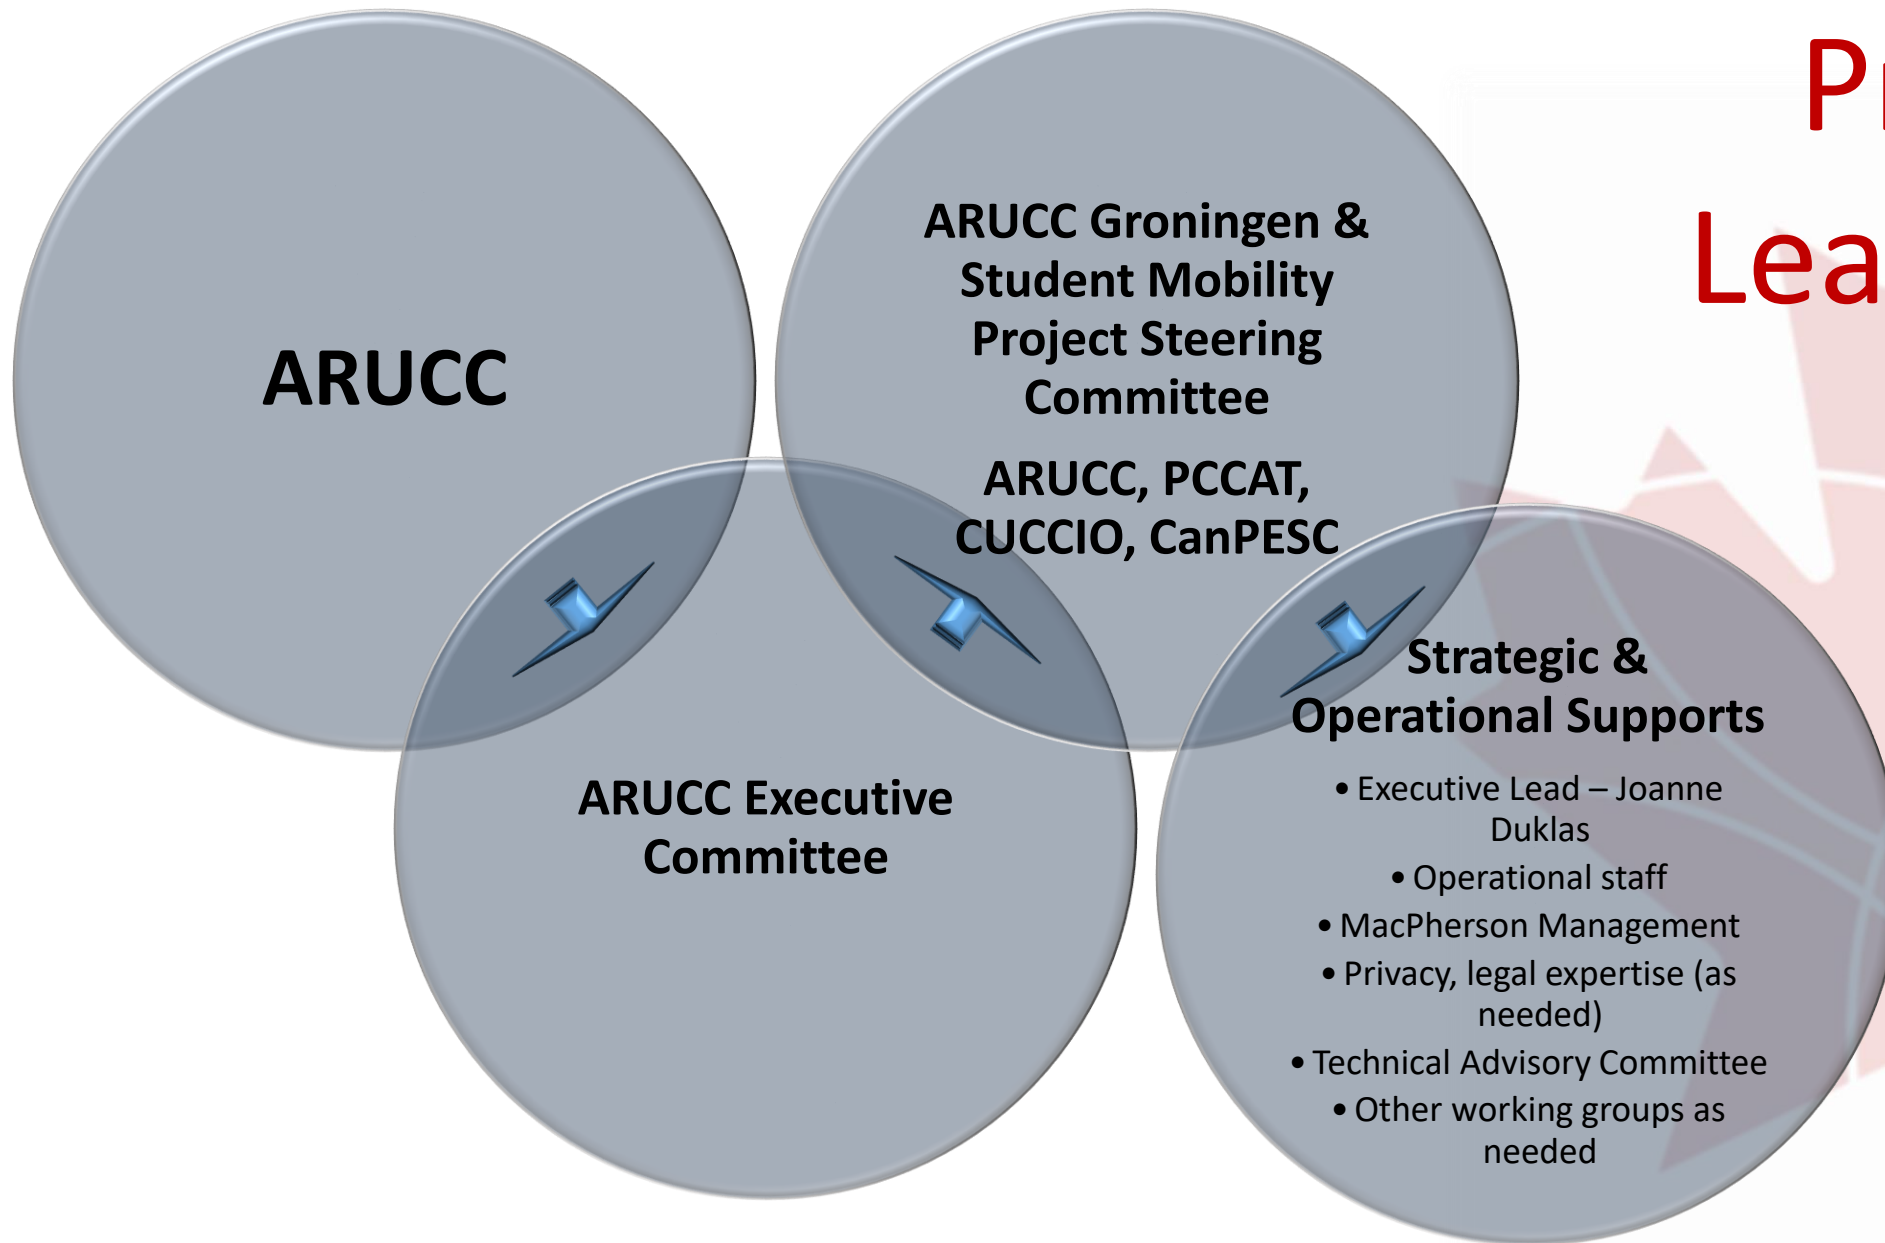 ARUCC
ARUCC Groningen &
Student Mobility
Project Steering
Committee
ARUCC, PCCAT,
CUCCIO, CanPESC
Lea
ARUCC Executive
Committee
Strategic &
Operational Supports
• Executive Lead – Joanne
Duklas
• Operational staff
• MacPherson Management
• Privacy, legal expertise (as
needed)
• Technical Advisory Committee
• Other working groups as
needed